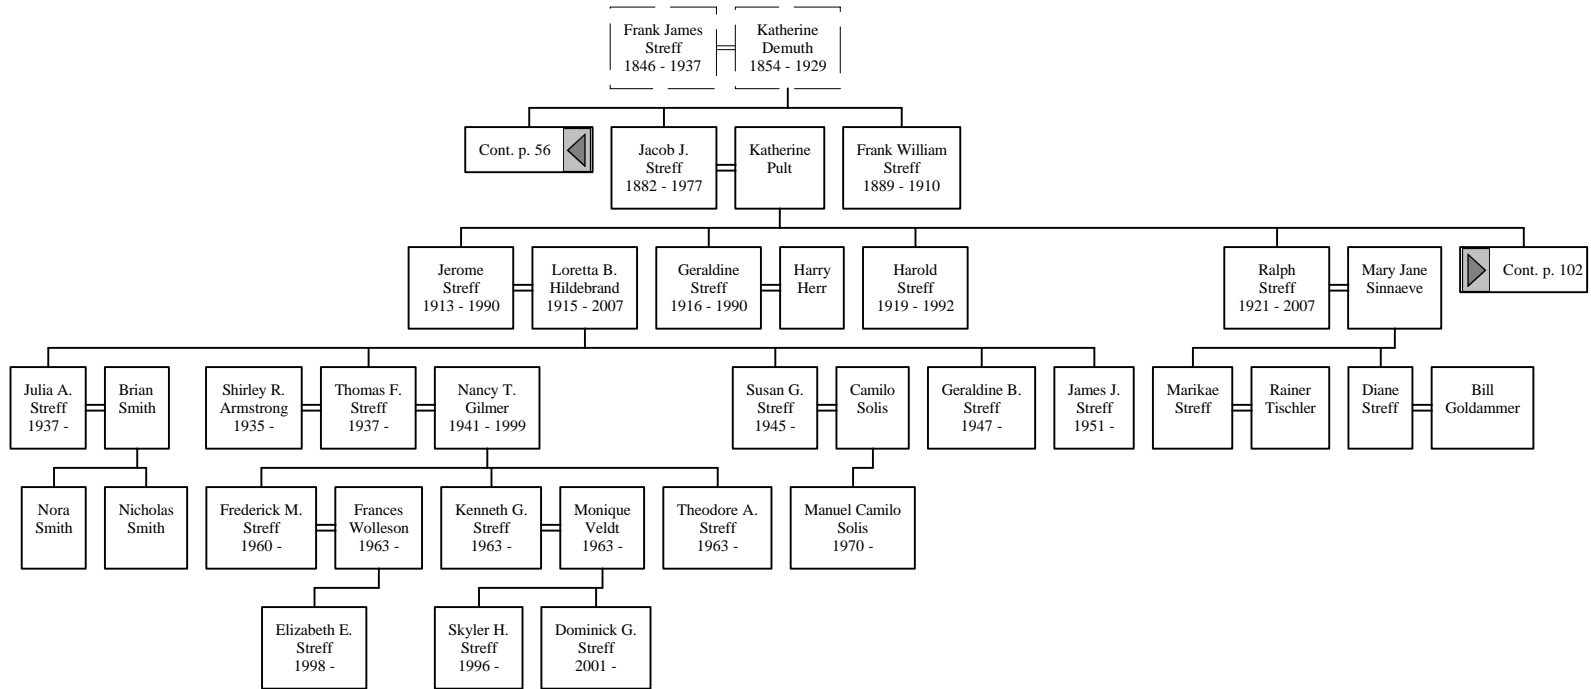 Frank James
Streff
1846 - 1937
Katherine
Demuth
1854 - 1929
Cont. p. 56
Jacob J.
Streff
1882 - 1977
Katherine
Pult
Frank William
Streff
1889 - 1910
Jerome
Streff
1913 - 1990
Loretta B.
Hildebrand
1915 - 2007
Geraldine
Streff
1916 - 1990
Harry
Herr
Harold
Streff
1919 - 1992
Ralph
Streff
1921 - 2007
Mary Jane
Sinnaeve
Cont. p. 102
Julia A.
Streff
1937 -
Brian
Smith
Shirley R.
Armstrong
1935 -
Thomas F.
Streff
1937 -
Nancy T.
Gilmer
1941 - 1999
Susan G.
Streff
1945 -
Camilo
Solis
Geraldine B.
Streff
1947 -
James J.
Streff
1951 -
Marikae
Streff
Rainer
Tischler
Diane
Streff
Bill
Goldammer
Nora
Smith
Nicholas
Smith
Frederick M.
Streff
1960 -
Frances
Wolleson
1963 -
Kenneth G.
Streff
1963 -
Monique
Veldt
1963 -
Theodore A.
Streff
1963 -
Manuel Camilo
Solis
1970 -
Elizabeth E.
Streff
1998 -
Skyler H.
Streff
1996 -
Dominick G.
Streff
2001 -